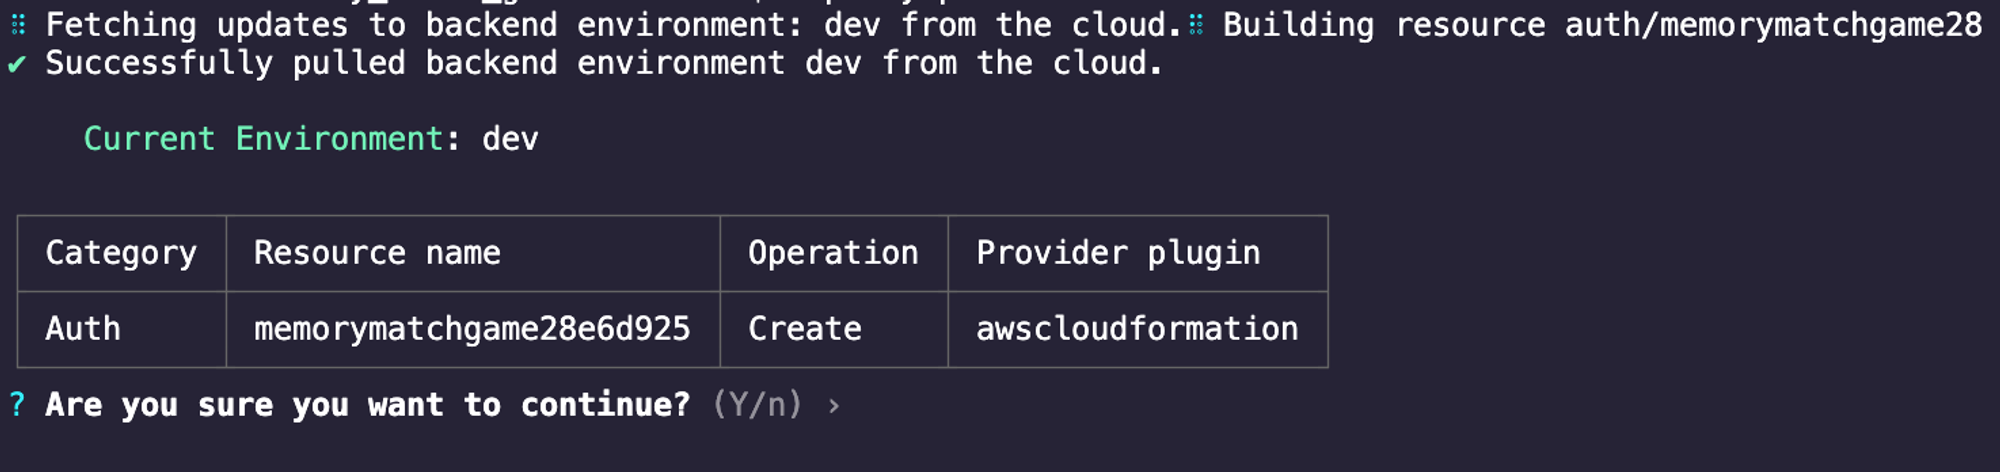 ⠿ Fetching updates to backend environment: dev from the cloud.⠿ Building resource auth/memorymatchgame28
✔ Successfully pulled backend environment dev from the cloud.
Current Environment: dev
Category Resource name Operation Provider plugin
Auth memorymatchgame28e6d925 Create awscloudformation
? Are you sure you want to continue? (Y/n) ›